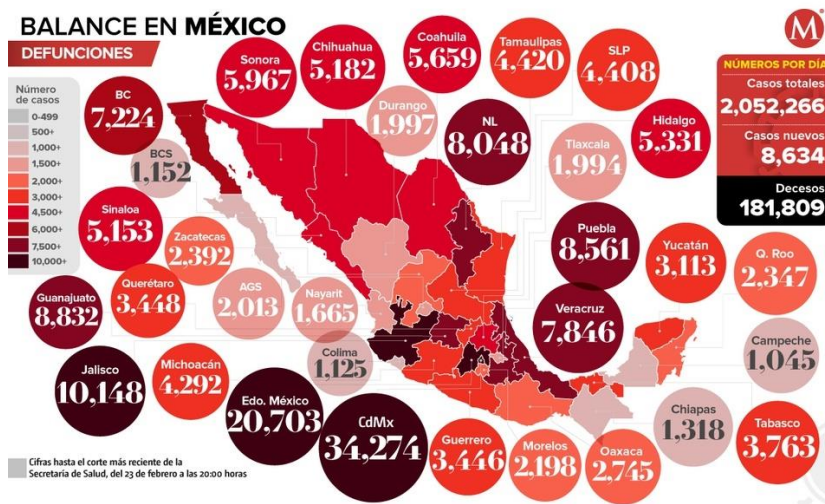 BALANCE EN MÉXICO
DEFUNCIONES
M
NÚMEROS POR DÍA
Casos totales
2,052,266
Casos nuevos
8,634
Decesos
181,809
Número
de casos
0-499
500+
1,000+
1,500+
2,000+
3,000+
4,500+
6,000+
7,500+
10,000+
BC
7,224
BCS
1,152
Sonora
5,967
Chihuahua
5,182
Coahuila
5,659
Tamaulipas
4,420
SLP
4,408
Durango
1,997
NL
8,048
Tlaxcala
1,994
Hidalgo
5,331
Sinaloa
5,153
Zacatecas
2,392
Puebla
8,561
Yucatán
3,113
Q. Roo
2,347
Guanajuato
8,832
Querétaro
3,448
AGS
2,013
Nayarit
1,665
Veracruz
7,846
Colima
1,125
Campeche
1,045
Jalisco
10,148
Michoacán
4,292
Edo. México
20,703
CdMx
34,274
Guerrero
3,446
Morelos
2,198
Oaxaca
2,745
Chiapas
1,318
Tabasco
3,763
Cifras hasta el corte más reciente de la
Secretaría de Salud, del 23 de febrero a las 20:00 horas